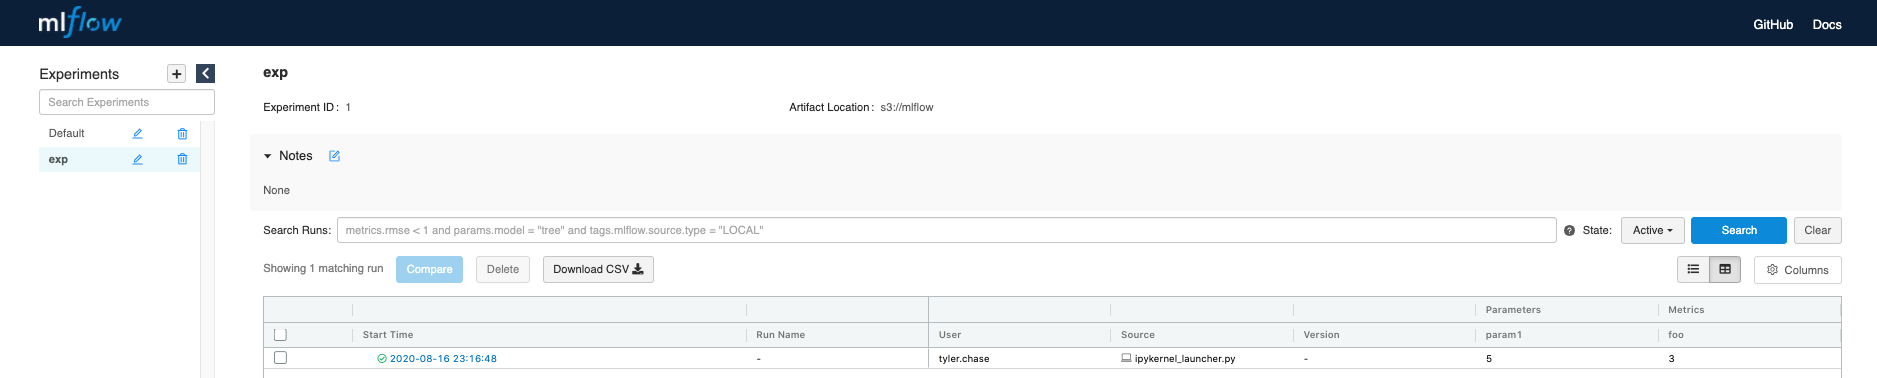 mlflow
GitHub Docs
Experiments
Search Experiments
Default
exp
exp
Experiment ID: 1 Artifact Location: s3://mlflow
Notes
None
Search Runs: metrics.rmse < 1 and params.model = "tree" and tags.mlflow.source.type = "LOCAL" State: Active Search Clear
Showing 1 matching run Compare Delete Download CSV Columns
Parameters Metrics
Start Time Run Name User Source Version param1 foo
2020-08-16 23:16:48 - tyler.chase ipykernel_launcher.py - 5 3